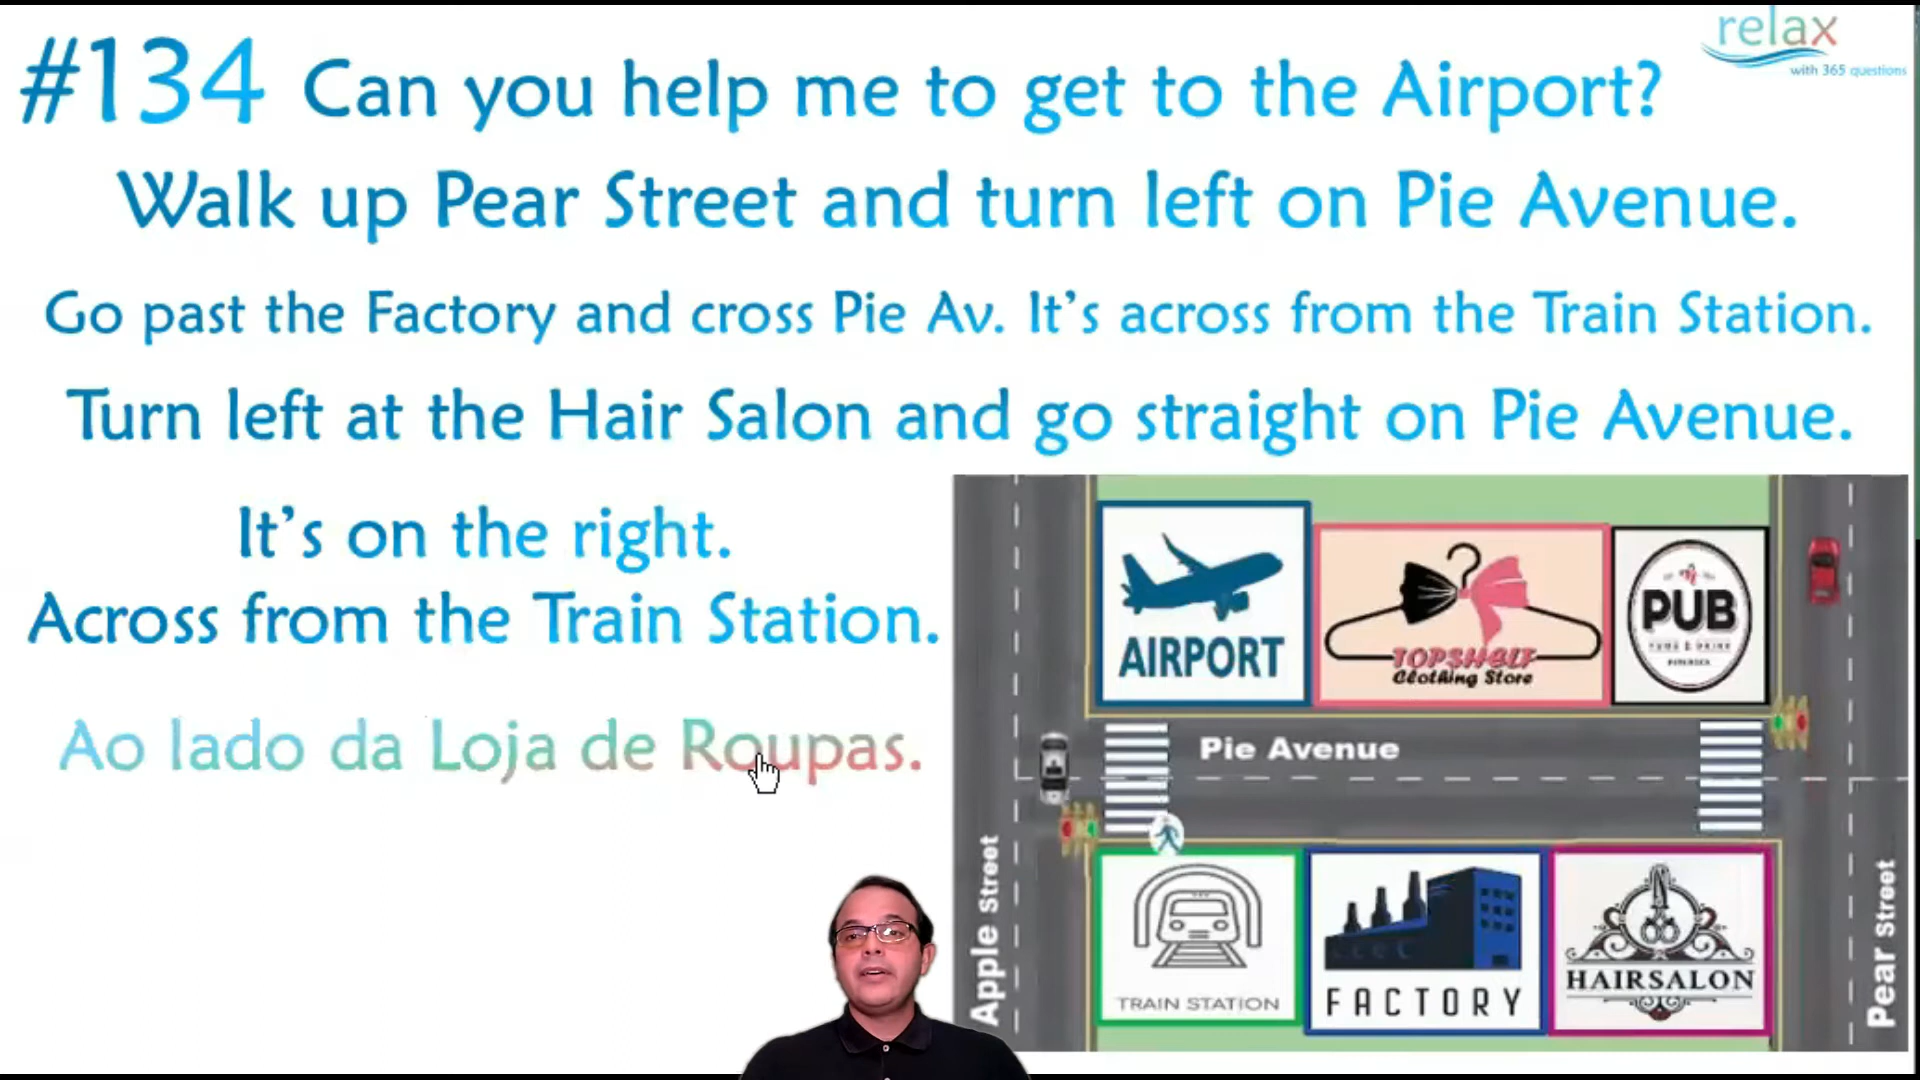 relax
with 365 questions
#134 Can you help me to get to the Airport?
Walk up Pear Street and turn left on Pie Avenue.
Go past the Factory and cross Pie Av. It's across from the Train Station.
Turn left at the Hair Salon and go straight on Pie Avenue.
It's on the right.
Across from the Train Station.
Ao lado da Loja de Roupas.
AIRPORT
TOPSHELF
Clothing Store
PUB
Pie Avenue
Apple Street
TRAIN STATION
FACTORY
HAIRSALON
Pear Street